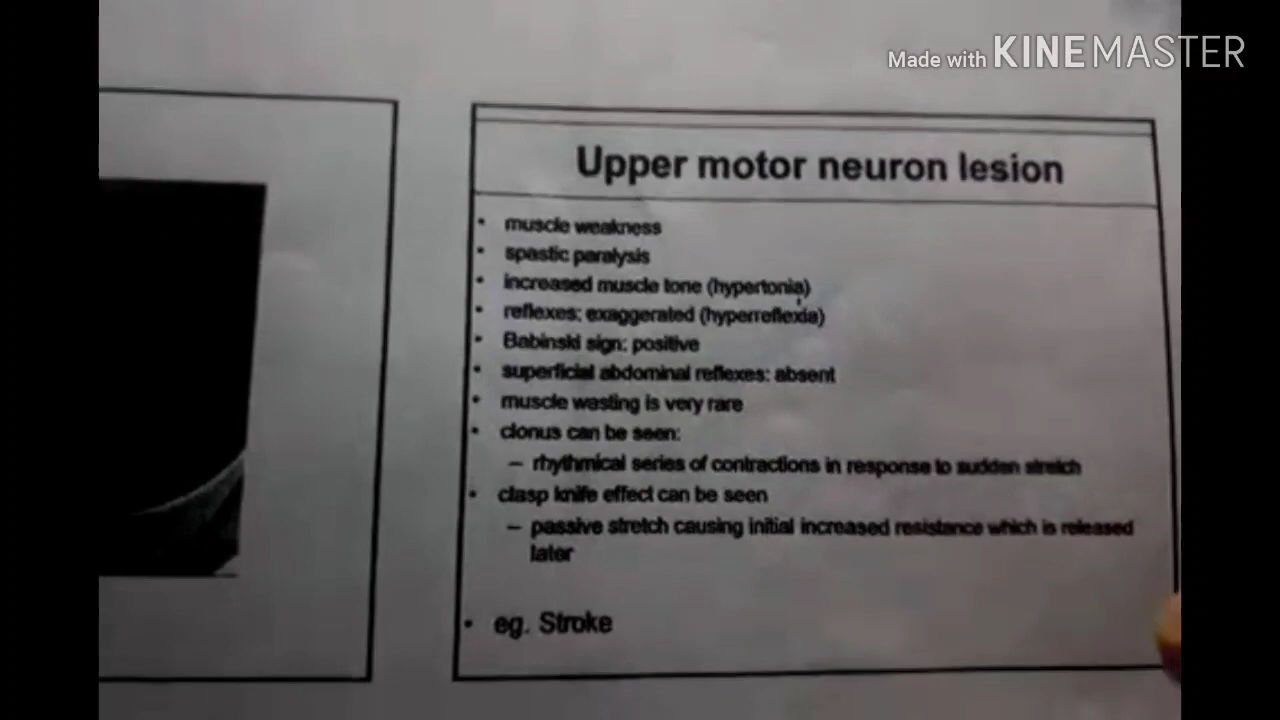 Made with KINEMASTER
Upper motor neuron lesion
• muscle weakness
• spastic paralysis
• increased muscle tone (hypertonia)
• reflexes: exaggerated (hyperreflexia)
• Babinski sign: positive
• superficial abdominal reflexes: absent
• muscle wasting is very rare
• clonus can be seen:
– rhythmical series of contractions in response to sudden stretch
• clasp knife effect can be seen
– passive stretch causing initial increased resistance which is released
later
• eg. Stroke